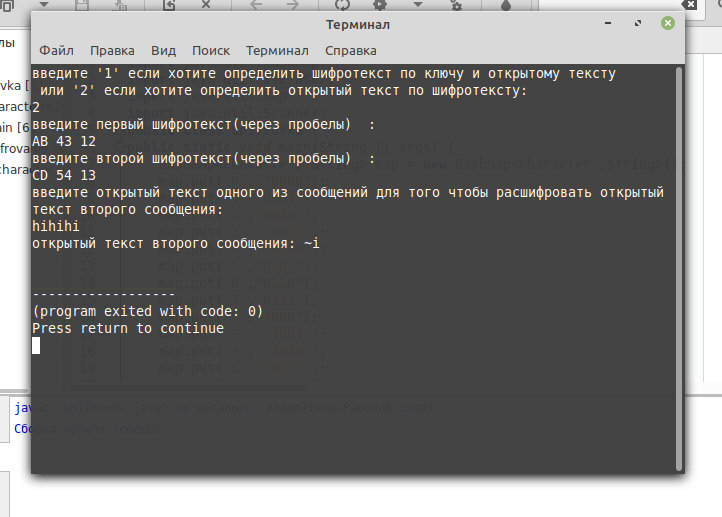 Терминал
Файл Правка Вид Поиск Терминал Справка
введите '1' если хотите определить шифротекст по ключу и открытому тексту
или '2' если хотите определить открытый текст по шифротексту:
2
введите первый шифротекст(через пробелы)  :
AB 43 12
введите второй шифротекст(через пробелы)  :
CD 54 13
введите открытый текст одного из сообщений для того чтобы расшифровать открытый
текст второго сообщения:
hihihi
открытый текст второго сообщения: ~i
------------------
(program exited with code: 0)
Press return to continue